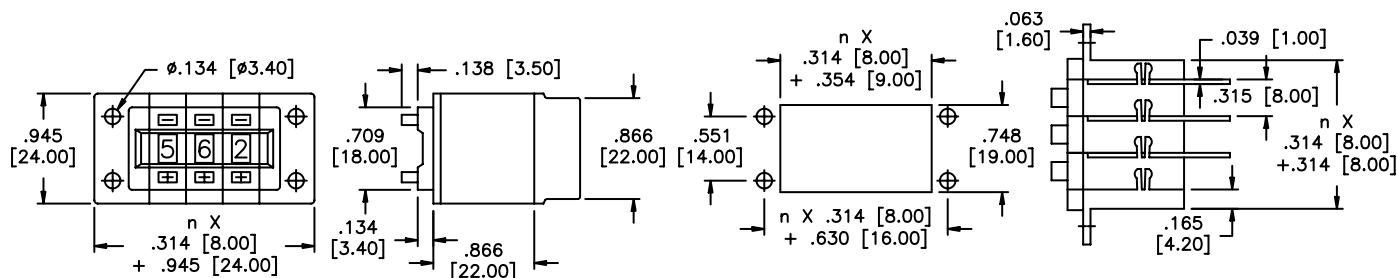 ø.134 [ø3.40]
.945
[24.00]
5 6 2
n X
.314 [8.00]
+ .945 [24.00]
.138 [3.50]
.709
[18.00]
.866
[22.00]
.134
[3.40]
.866
[22.00]
n X
.314 [8.00]
+ .354 [9.00]
.551
[14.00]
.748
[19.00]
n X .314 [8.00]
+ .630 [16.00]
.063
[1.60]
.039 [1.00]
.315 [8.00]
n X
.314 [8.00]
+.314 [8.00]
.165
[4.20]